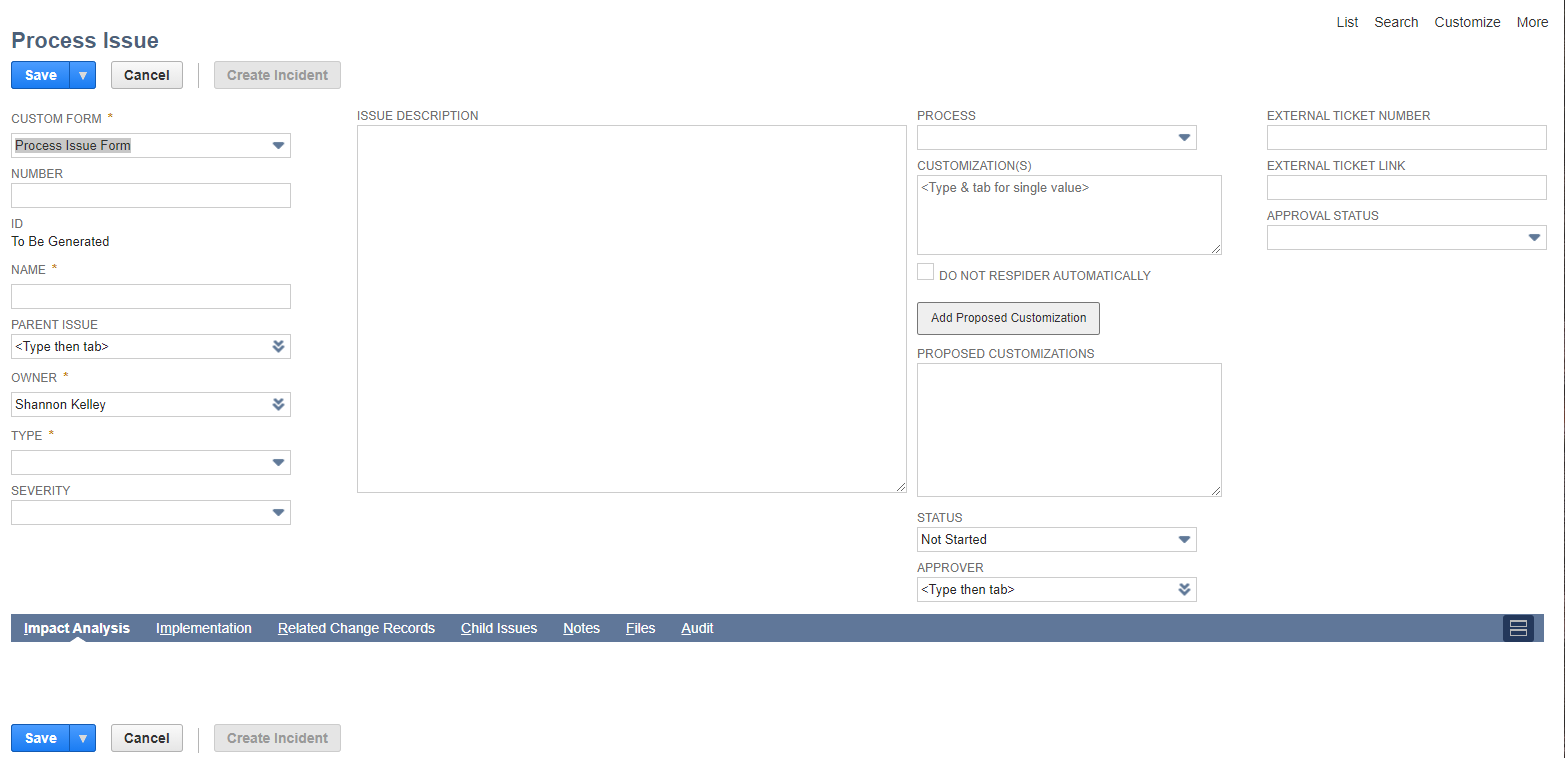 List Search Customize More
Process Issue
Save Cancel Create Incident
CUSTOM FORM *
Process Issue Form
NUMBER
ID
To Be Generated
NAME *
PARENT ISSUE
<Type then tab>
OWNER *
Shannon Kelley
TYPE *
SEVERITY
ISSUE DESCRIPTION
PROCESS
CUSTOMIZATION(S)
<Type & tab for single value>
DO NOT RESPIDER AUTOMATICALLY
Add Proposed Customization
PROPOSED CUSTOMIZATIONS
STATUS
Not Started
APPROVER
<Type then tab>
EXTERNAL TICKET NUMBER
EXTERNAL TICKET LINK
APPROVAL STATUS
Impact Analysis Implementation Related Change Records Child Issues Notes Files Audit
Save Cancel Create Incident